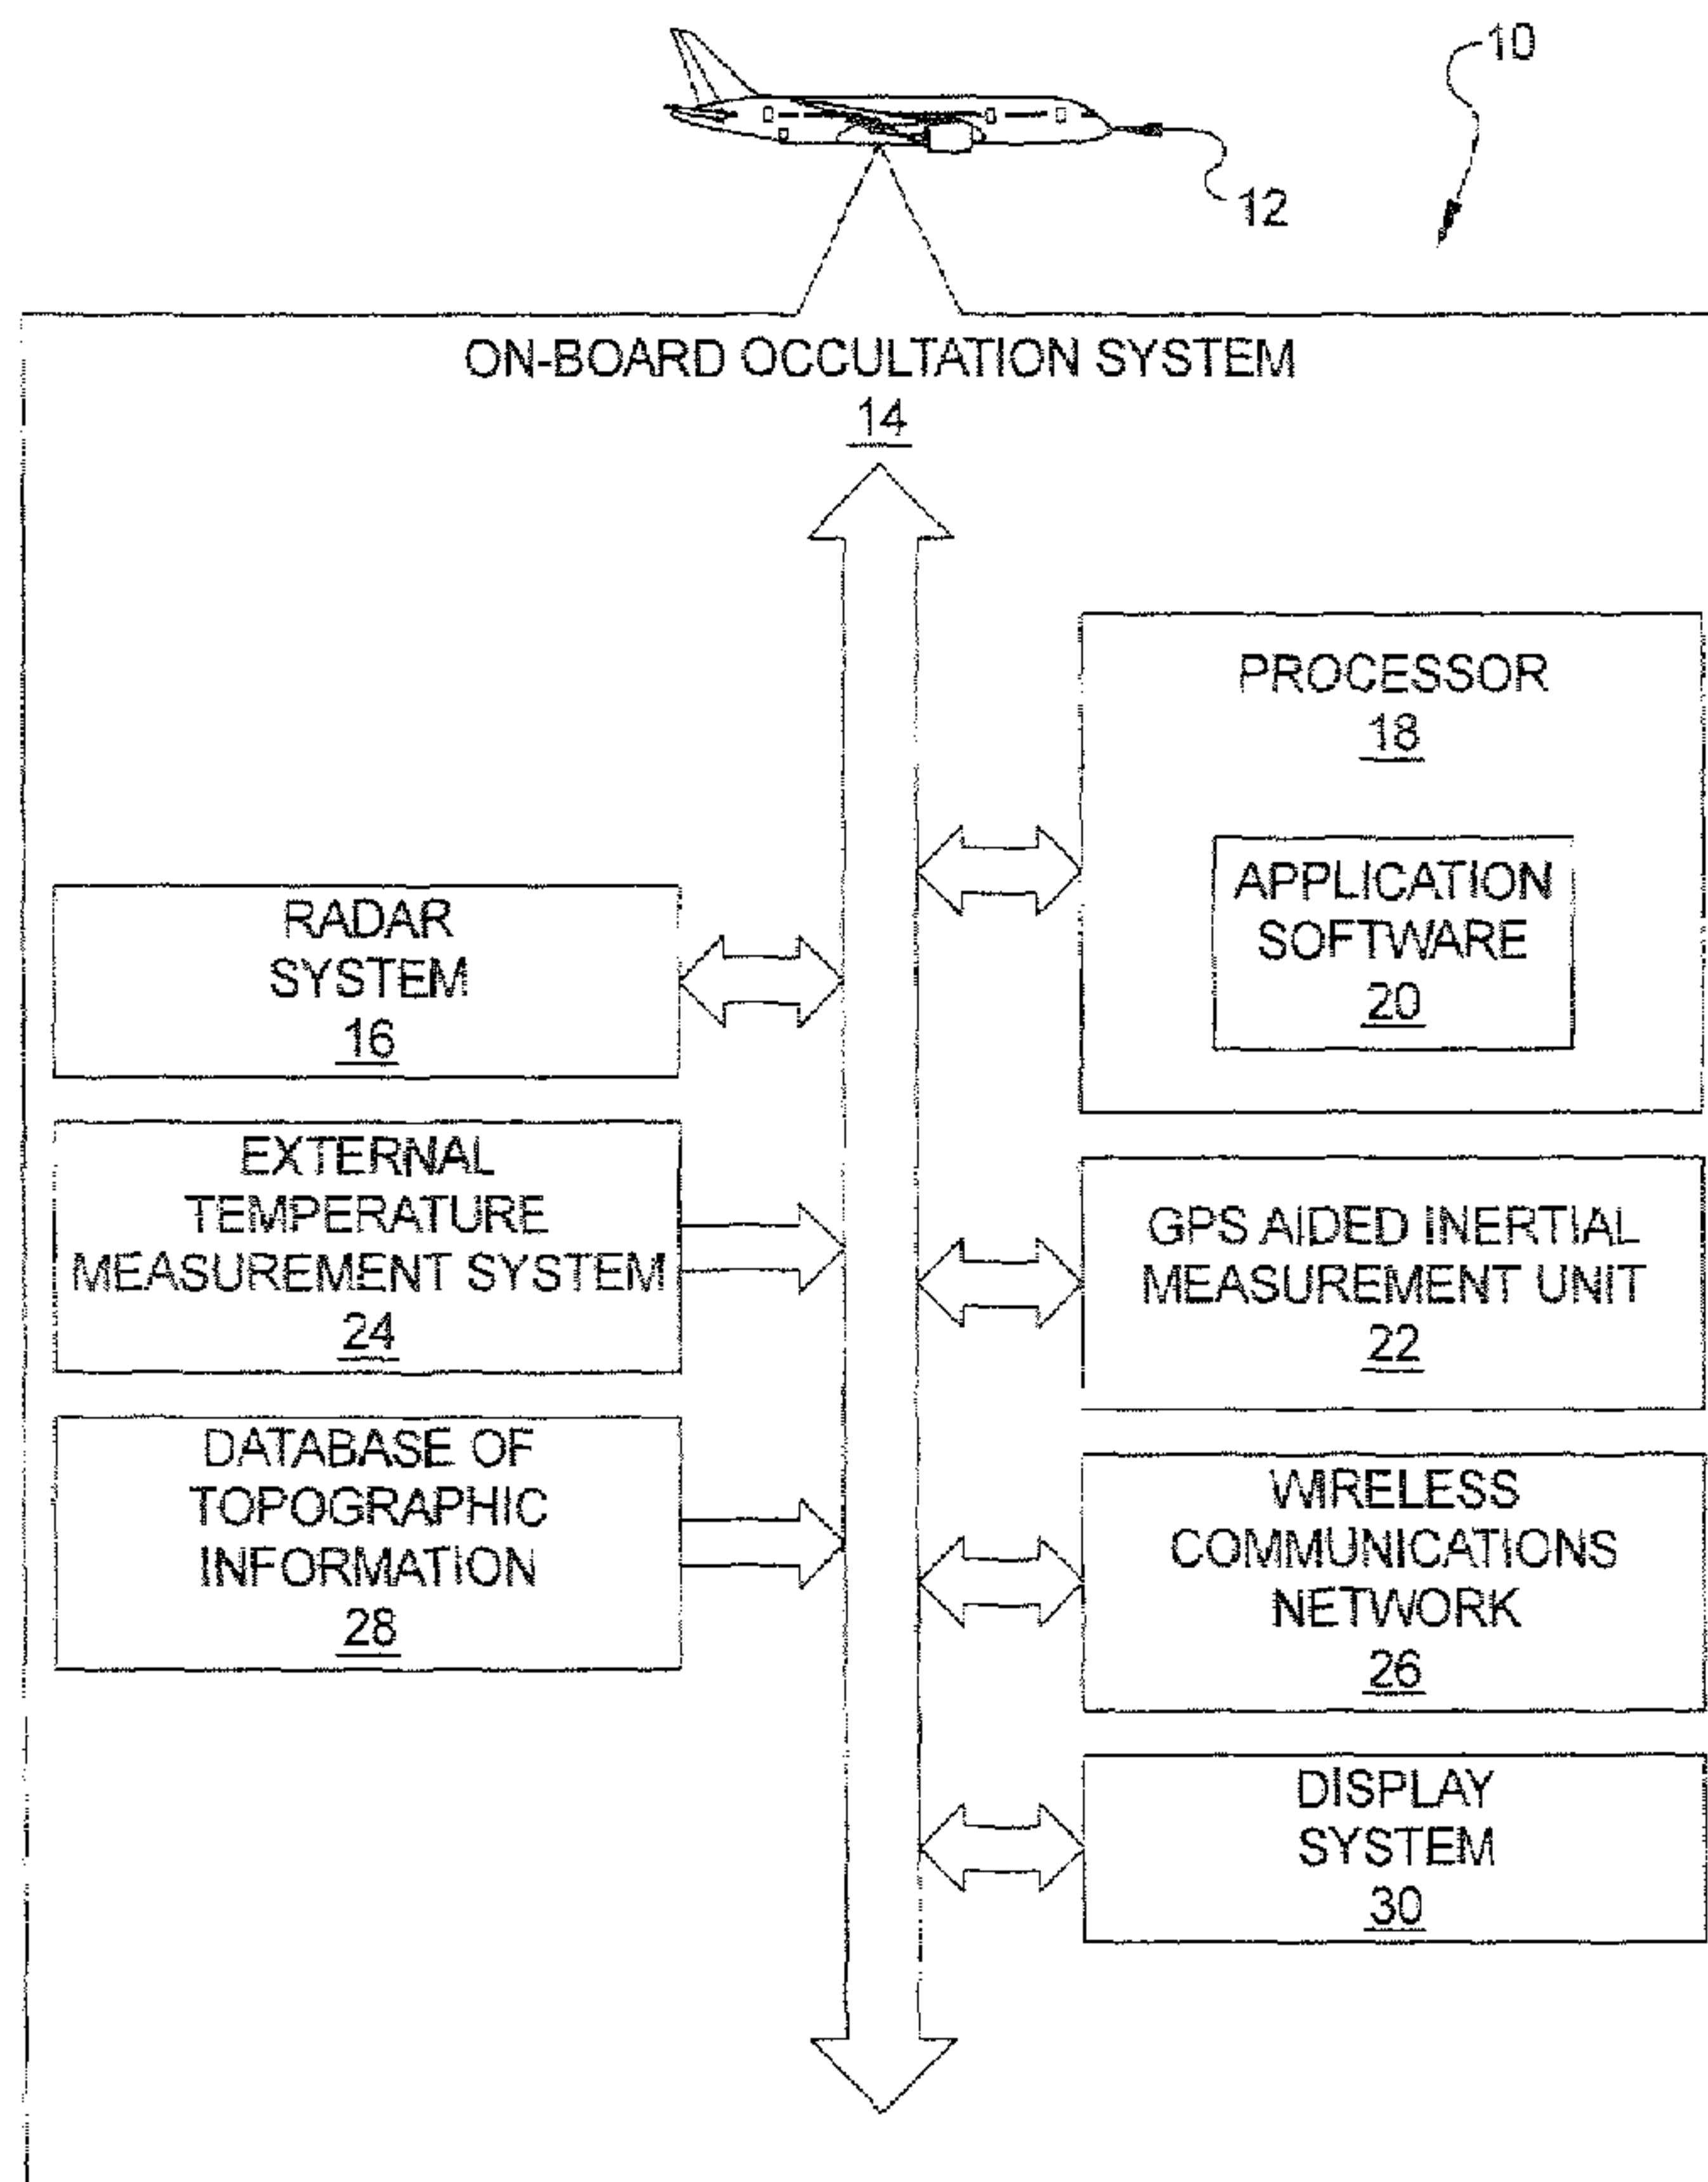 10
12
ON-BOARD OCCULTATION SYSTEM
14
PROCESSOR
18
APPLICATION
SOFTWARE
20
RADAR
SYSTEM
16
EXTERNAL
TEMPERATURE
MEASUREMENT SYSTEM
24
GPS AIDED INERTIAL
MEASUREMENT UNIT
22
DATABASE OF
TOPOGRAPHIC
INFORMATION
28
WIRELESS
COMMUNICATIONS
NETWORK
26
DISPLAY
SYSTEM
30